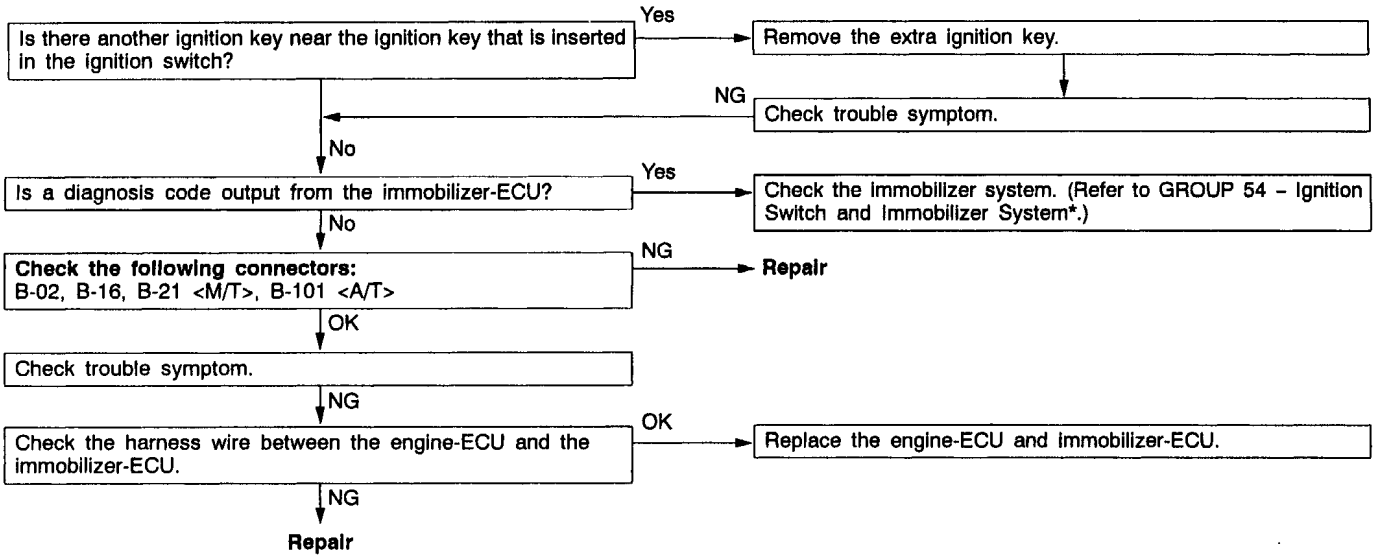 Yes
Is there another ignition key near the ignition key that is inserted
in the ignition switch?
Remove the extra ignition key.
NG
Check trouble symptom.
No
Yes
Is a diagnosis code output from the immobilizer-ECU?
Check the immobilizer system. (Refer to GROUP 54 – Ignition
Switch and Immobilizer System*.)
No
Check the following connectors:
B-02, B-16, B-21 <M/T>, B-101 <A/T>
NG
Repair
OK
Check trouble symptom.
NG
Check the harness wire between the engine-ECU and the
immobilizer-ECU.
OK
Replace the engine-ECU and immobilizer-ECU.
NG
Repair